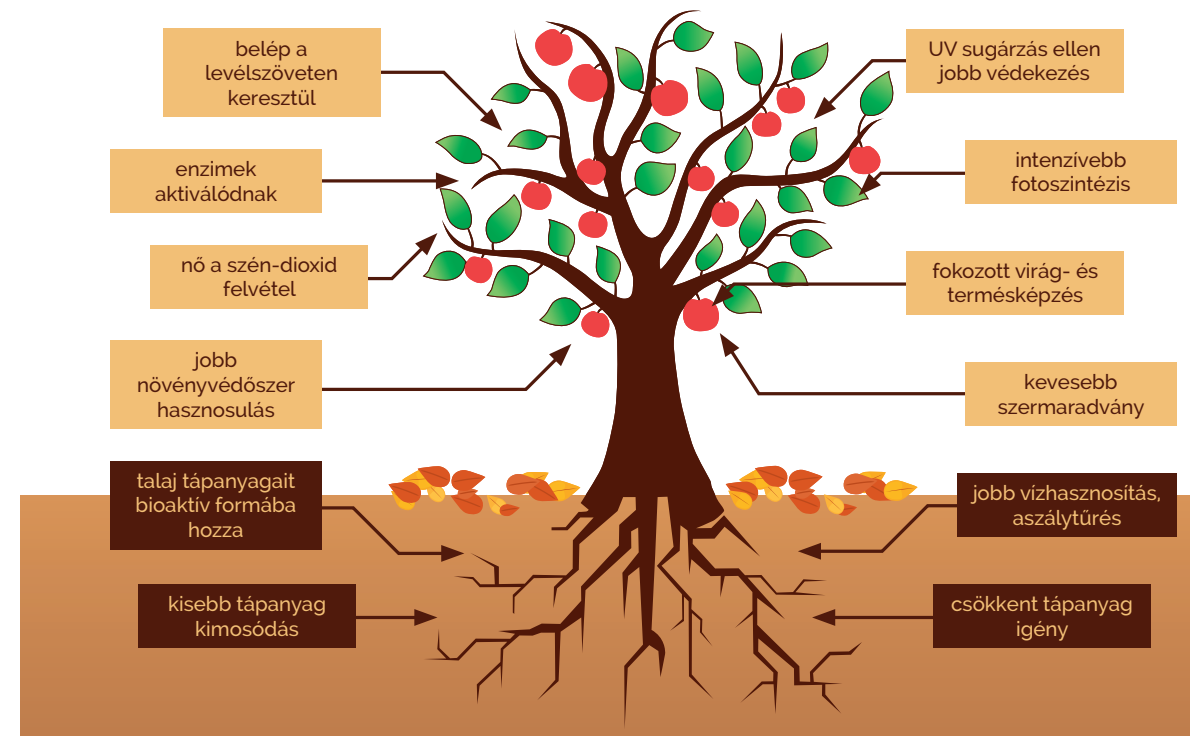 belép a
levélszöveten
keresztül
enzimek
aktiválódnak
nő a szén-dioxid
felvétel
jobb
növényvédőszer
hasznosulás
talaj tápanyagait
bioaktív formába
hozza
kisebb tápanyag
kimosódás
UV sugárzás ellen
jobb védekezés
intenzívebb
fotoszintézis
fokozott virág- és
termésképzés
kevesebb
szermaradvány
jobb vízhasznosítás,
aszálytűrés
csökkent tápanyag
igény